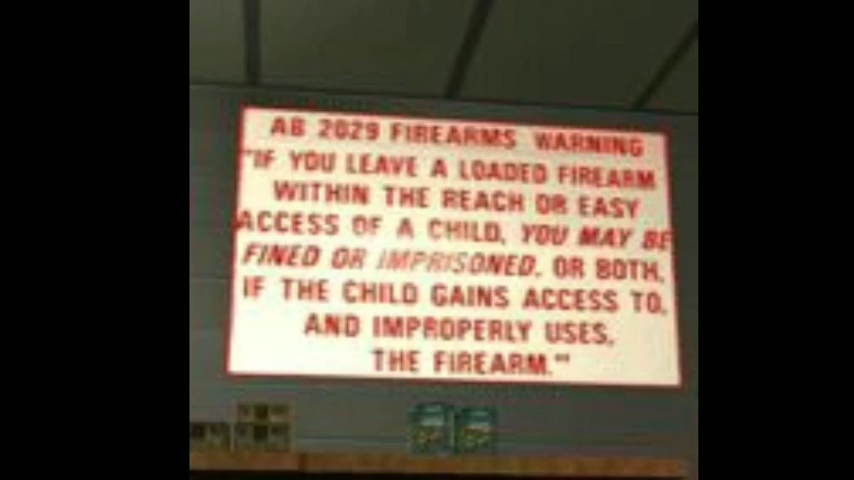 AB 2029 FIREARMS WARNING
"IF YOU LEAVE A LOADED FIREARM
WITHIN THE REACH OR EASY
ACCESS OF A CHILD, YOU MAY BE
FINED OR IMPRISONED, OR BOTH,
IF THE CHILD GAINS ACCESS TO,
AND IMPROPERLY USES,
THE FIREARM."